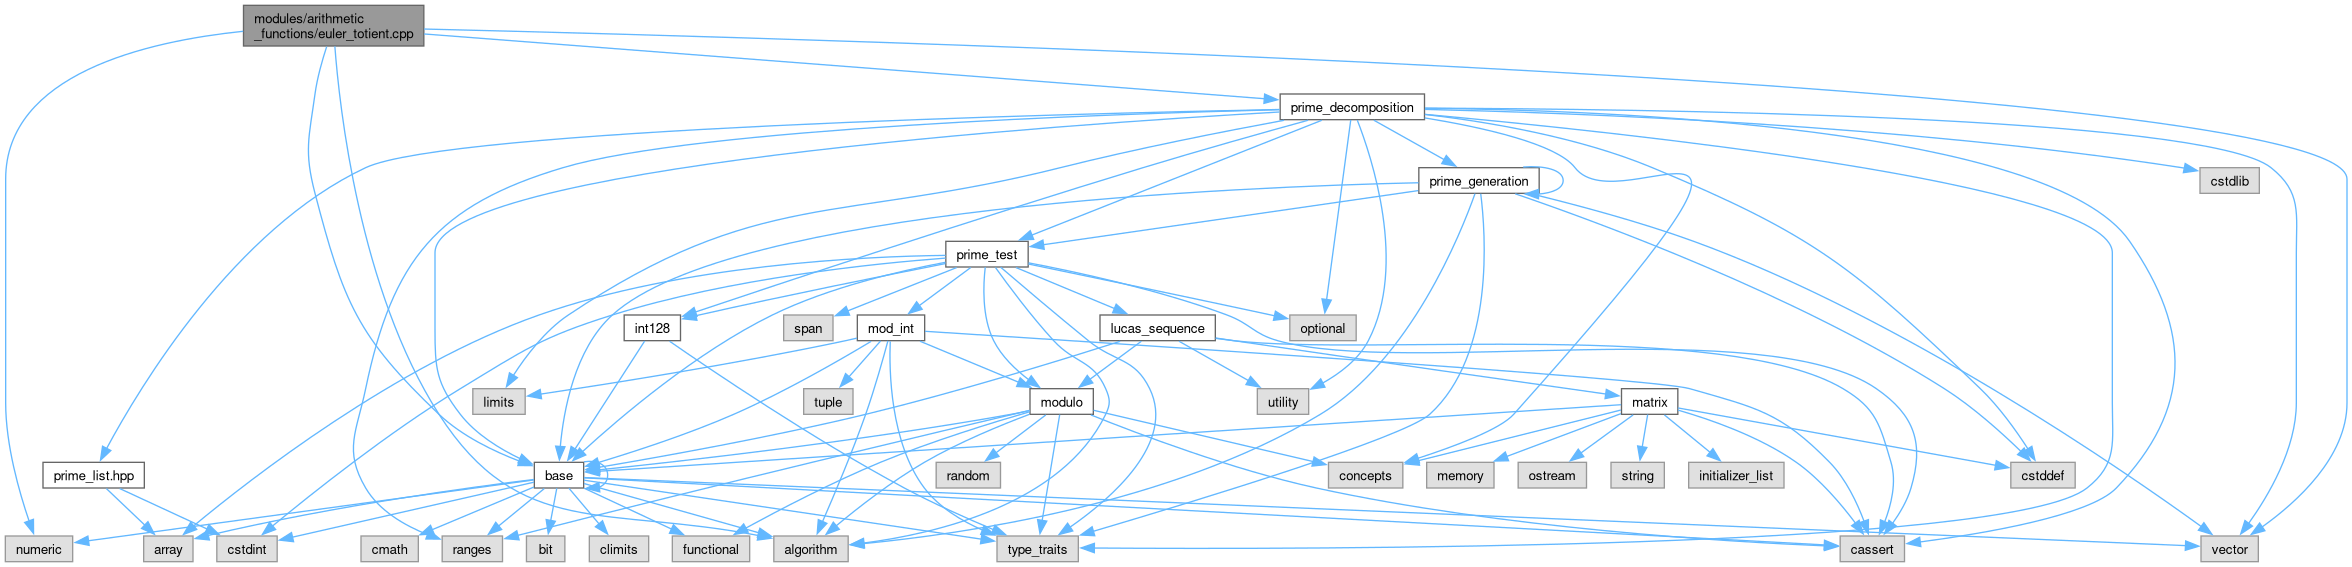 modules/arithmetic
_functions/euler_totient.cpp
prime_decomposition
prime_generation
cstdlib
prime_test
int128
span
mod_int
lucas_sequence
optional
limits
tuple
modulo
utility
matrix
prime_list.hpp
base
random
concepts
memory
ostream
string
initializer_list
cstddef
numeric
array
cstdint
cmath
ranges
bit
climits
functional
algorithm
type_traits
cassert
vector